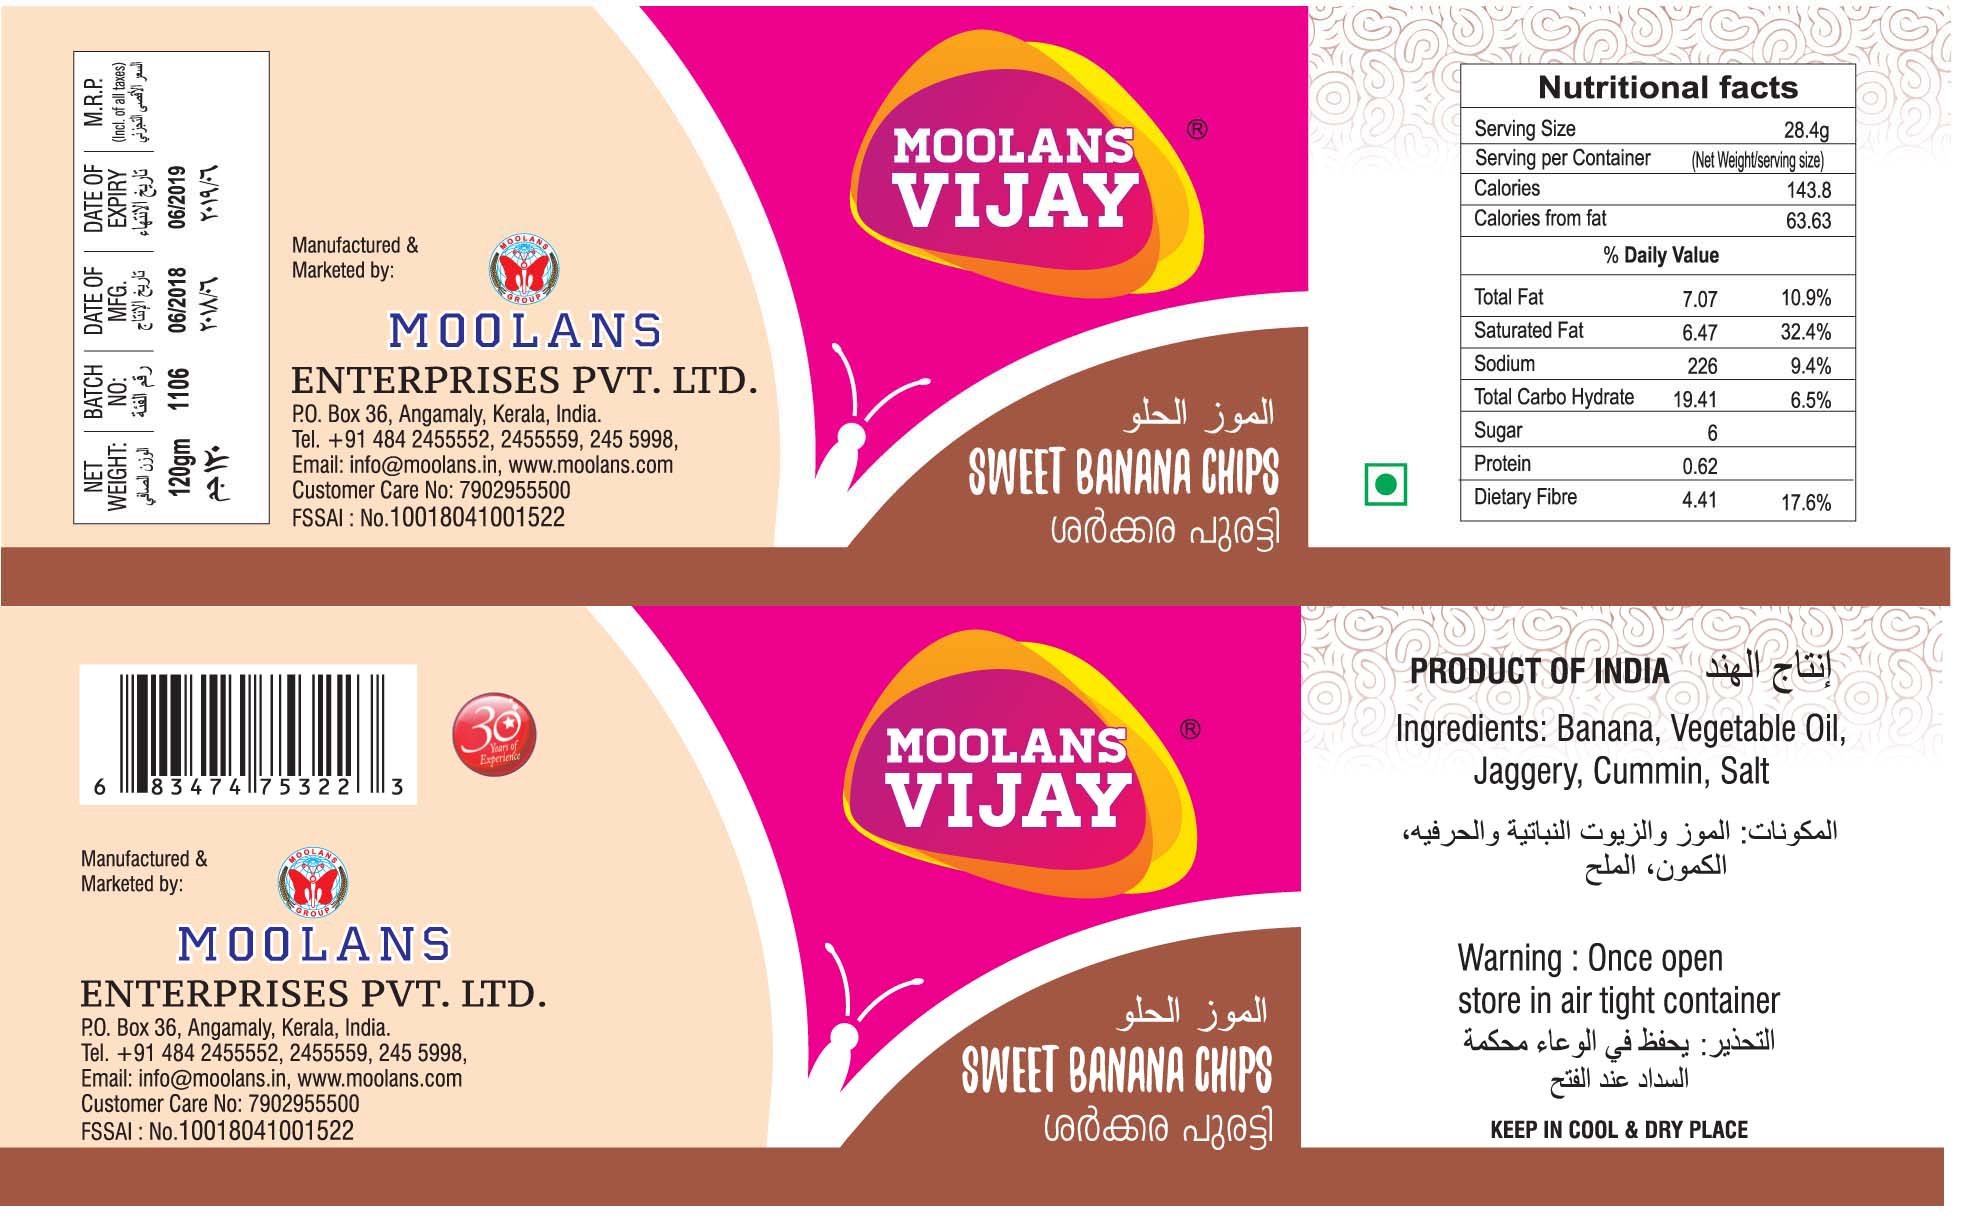 NET WEIGHT:
الوزن الصافي
120gm
١٢٠جم
BATCH NO:
رقم الفئة
1106
DATE OF MFG.
تاريخ الإنتاج
06/2018
٢٠١٨/٠٦
DATE OF EXPIRY
تاريخ الانتهاء
06/2019
٢٠١٩/٠٦
M.R.P.
(Incl. of all taxes)
السعر الأقصى
Manufactured &
Marketed by:
MOOLANS
GROUP
MOOLANS
ENTERPRISES PVT. LTD.
P.O. Box 36, Angamaly, Kerala, India.
Tel. +91 484 2455552, 2455559, 245 5998,
Email: info@moolans.in, www.moolans.com
Customer Care No: 7902955500
FSSAI : No.10018041001522
MOOLANS ®
VIJAY
الموز الحلو
SWEET BANANA CHIPS
ശർക്കര പുരട്ടി
Nutritional facts
Serving Size 28.4g
Serving per Container (Net Weight/serving size)
Calories 143.8
Calories from fat 63.63
% Daily Value
Total Fat 7.07 10.9%
Saturated Fat 6.47 32.4%
Sodium 226 9.4%
Total Carbo Hydrate 19.41 6.5%
Sugar 6
Protein 0.62
Dietary Fibre 4.41 17.6%
6 83474 75322 3
30
Years of
Experience
Manufactured &
Marketed by:
MOOLANS
GROUP
MOOLANS
ENTERPRISES PVT. LTD.
P.O. Box 36, Angamaly, Kerala, India.
Tel. +91 484 2455552, 2455559, 245 5998,
Email: info@moolans.in, www.moolans.com
Customer Care No: 7902955500
FSSAI : No.10018041001522
MOOLANS ®
VIJAY
الموز الحلو
SWEET BANANA CHIPS
ശർക്കര പുരട്ടി
PRODUCT OF INDIA إنتاج الهند
Ingredients: Banana, Vegetable Oil,
Jaggery, Cummin, Salt
المكونات: الموز والزيوت النباتية والحرفيه،
الكمون، الملح
Warning : Once open
store in air tight container
التحذير: يحفظ في الوعاء محكمة
السداد عند الفتح
KEEP IN COOL & DRY PLACE